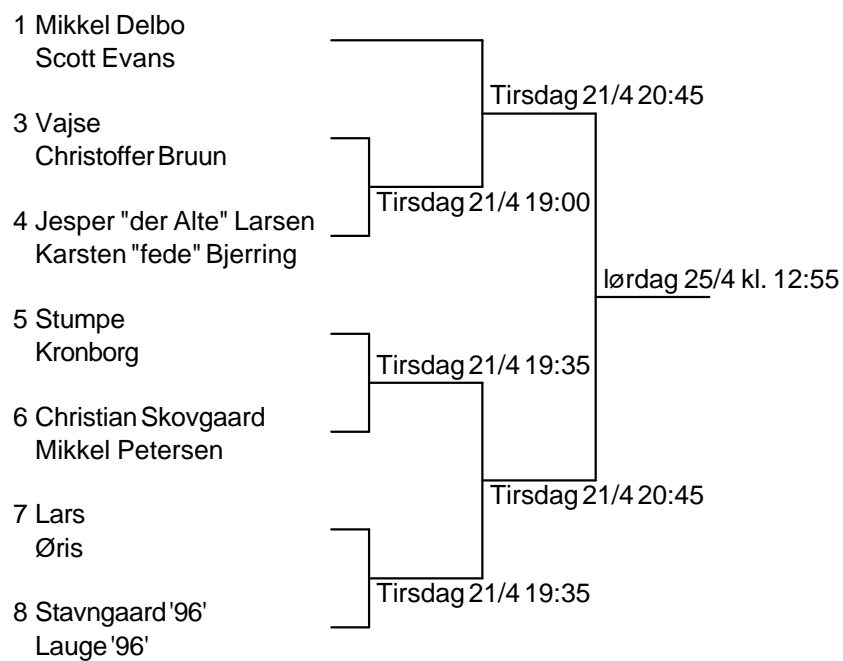 1 Mikkel Delbo
Scott Evans
Tirsdag 21/4 20:45
3 Vajse
Christoffer Bruun
Tirsdag 21/4 19:00
4 Jesper "der Alte" Larsen
Karsten "fede" Bjerring
lørdag 25/4 kl. 12:55
5 Stumpe
Kronborg
Tirsdag 21/4 19:35
6 Christian Skovgaard
Mikkel Petersen
Tirsdag 21/4 20:45
7 Lars
Øris
Tirsdag 21/4 19:35
8 Stavngaard '96'
Lauge '96'